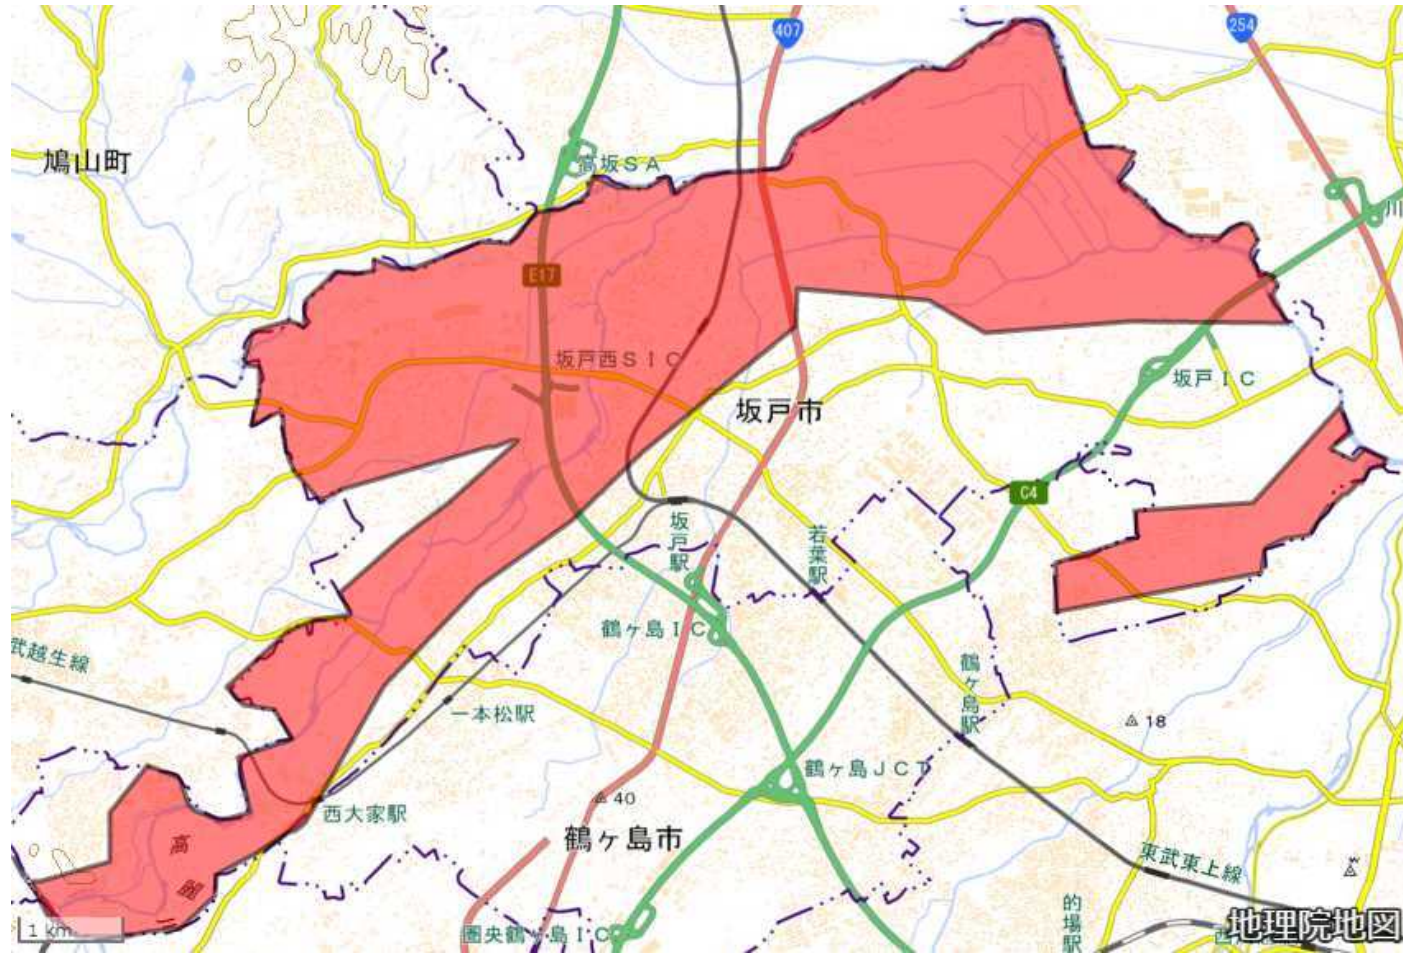 407
254
鳩山町
高坂SA
川
E17
坂戸西SIC
坂戸IC
坂戸市
C4
坂戸駅
若葉駅
鶴ヶ島IC
武越生線
鶴ヶ島駅
一本松駅
18
鶴ヶ島JCT
40
西大家駅
鶴ヶ島市
高
麗
東武東上線
的場駅
1 km
圏央鶴ヶ島IC
地理院地図